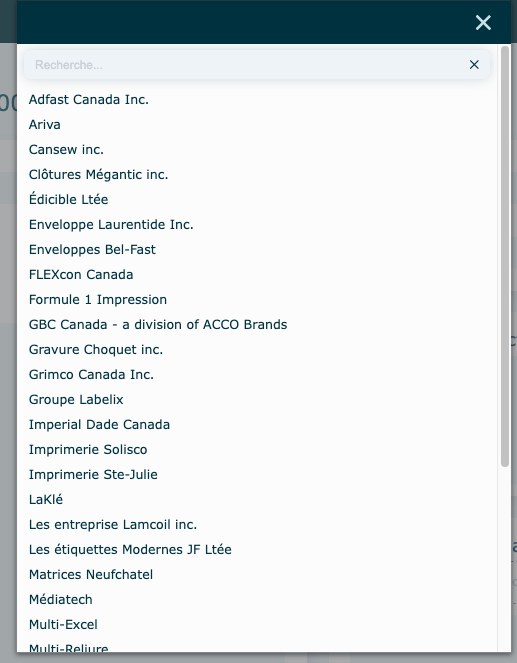 Recherche...
Adfast Canada Inc.
Ariva
Cansew inc.
Clôtures Mégantic inc.
Édicible Ltée
Enveloppe Laurentide Inc.
Enveloppes Bel-Fast
FLEXcon Canada
Formule 1 Impression
GBC Canada - a division of ACCO Brands
Gravure Choquet inc.
Grimco Canada Inc.
Groupe Labelix
Imperial Dade Canada
Imprimerie Solisco
Imprimerie Ste-Julie
LaKlé
Les entreprise Lamcoil inc.
Les étiquettes Modernes JF Ltée
Matrices Neufchatel
Médiatech
Multi-Excel
Multi-Reliure